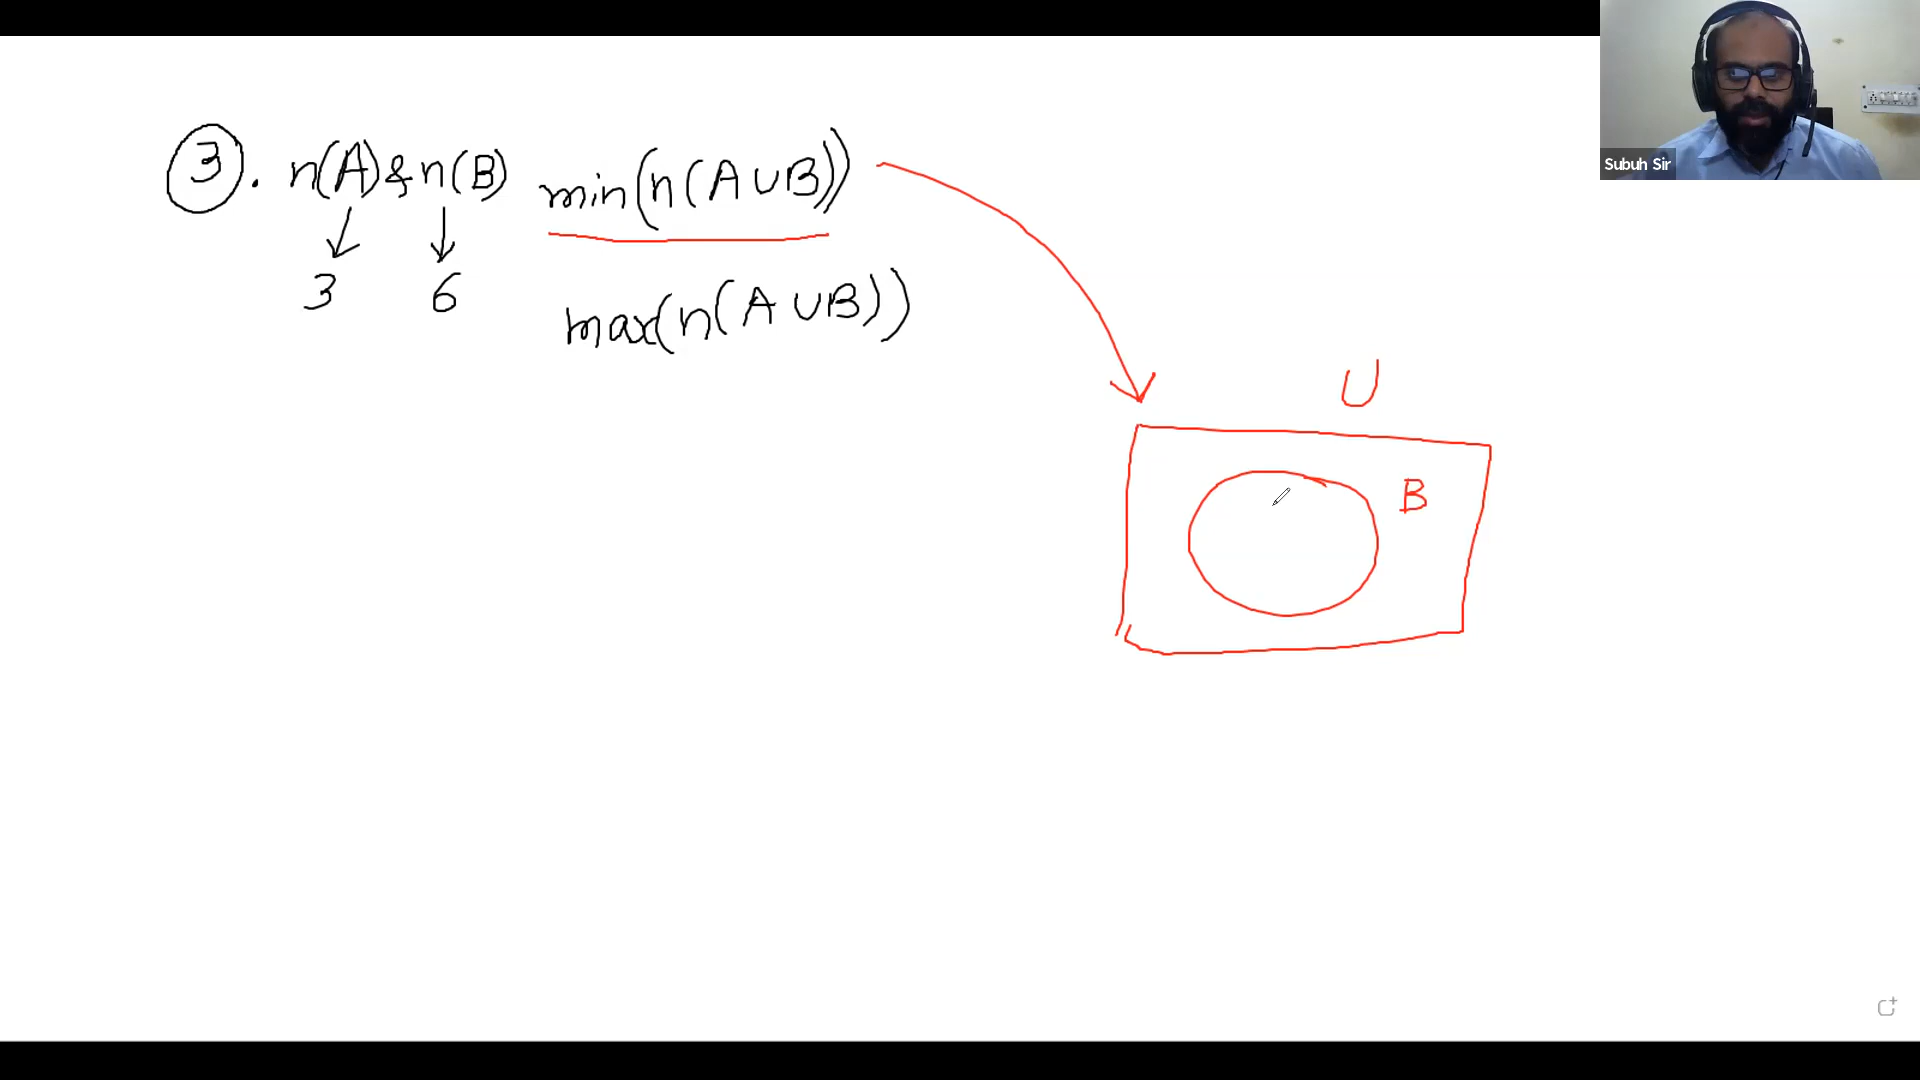 3. n(A) & n(B) min(n(A∪B))
3 6
max(n(A∪B))
U
B
Subuh Sir